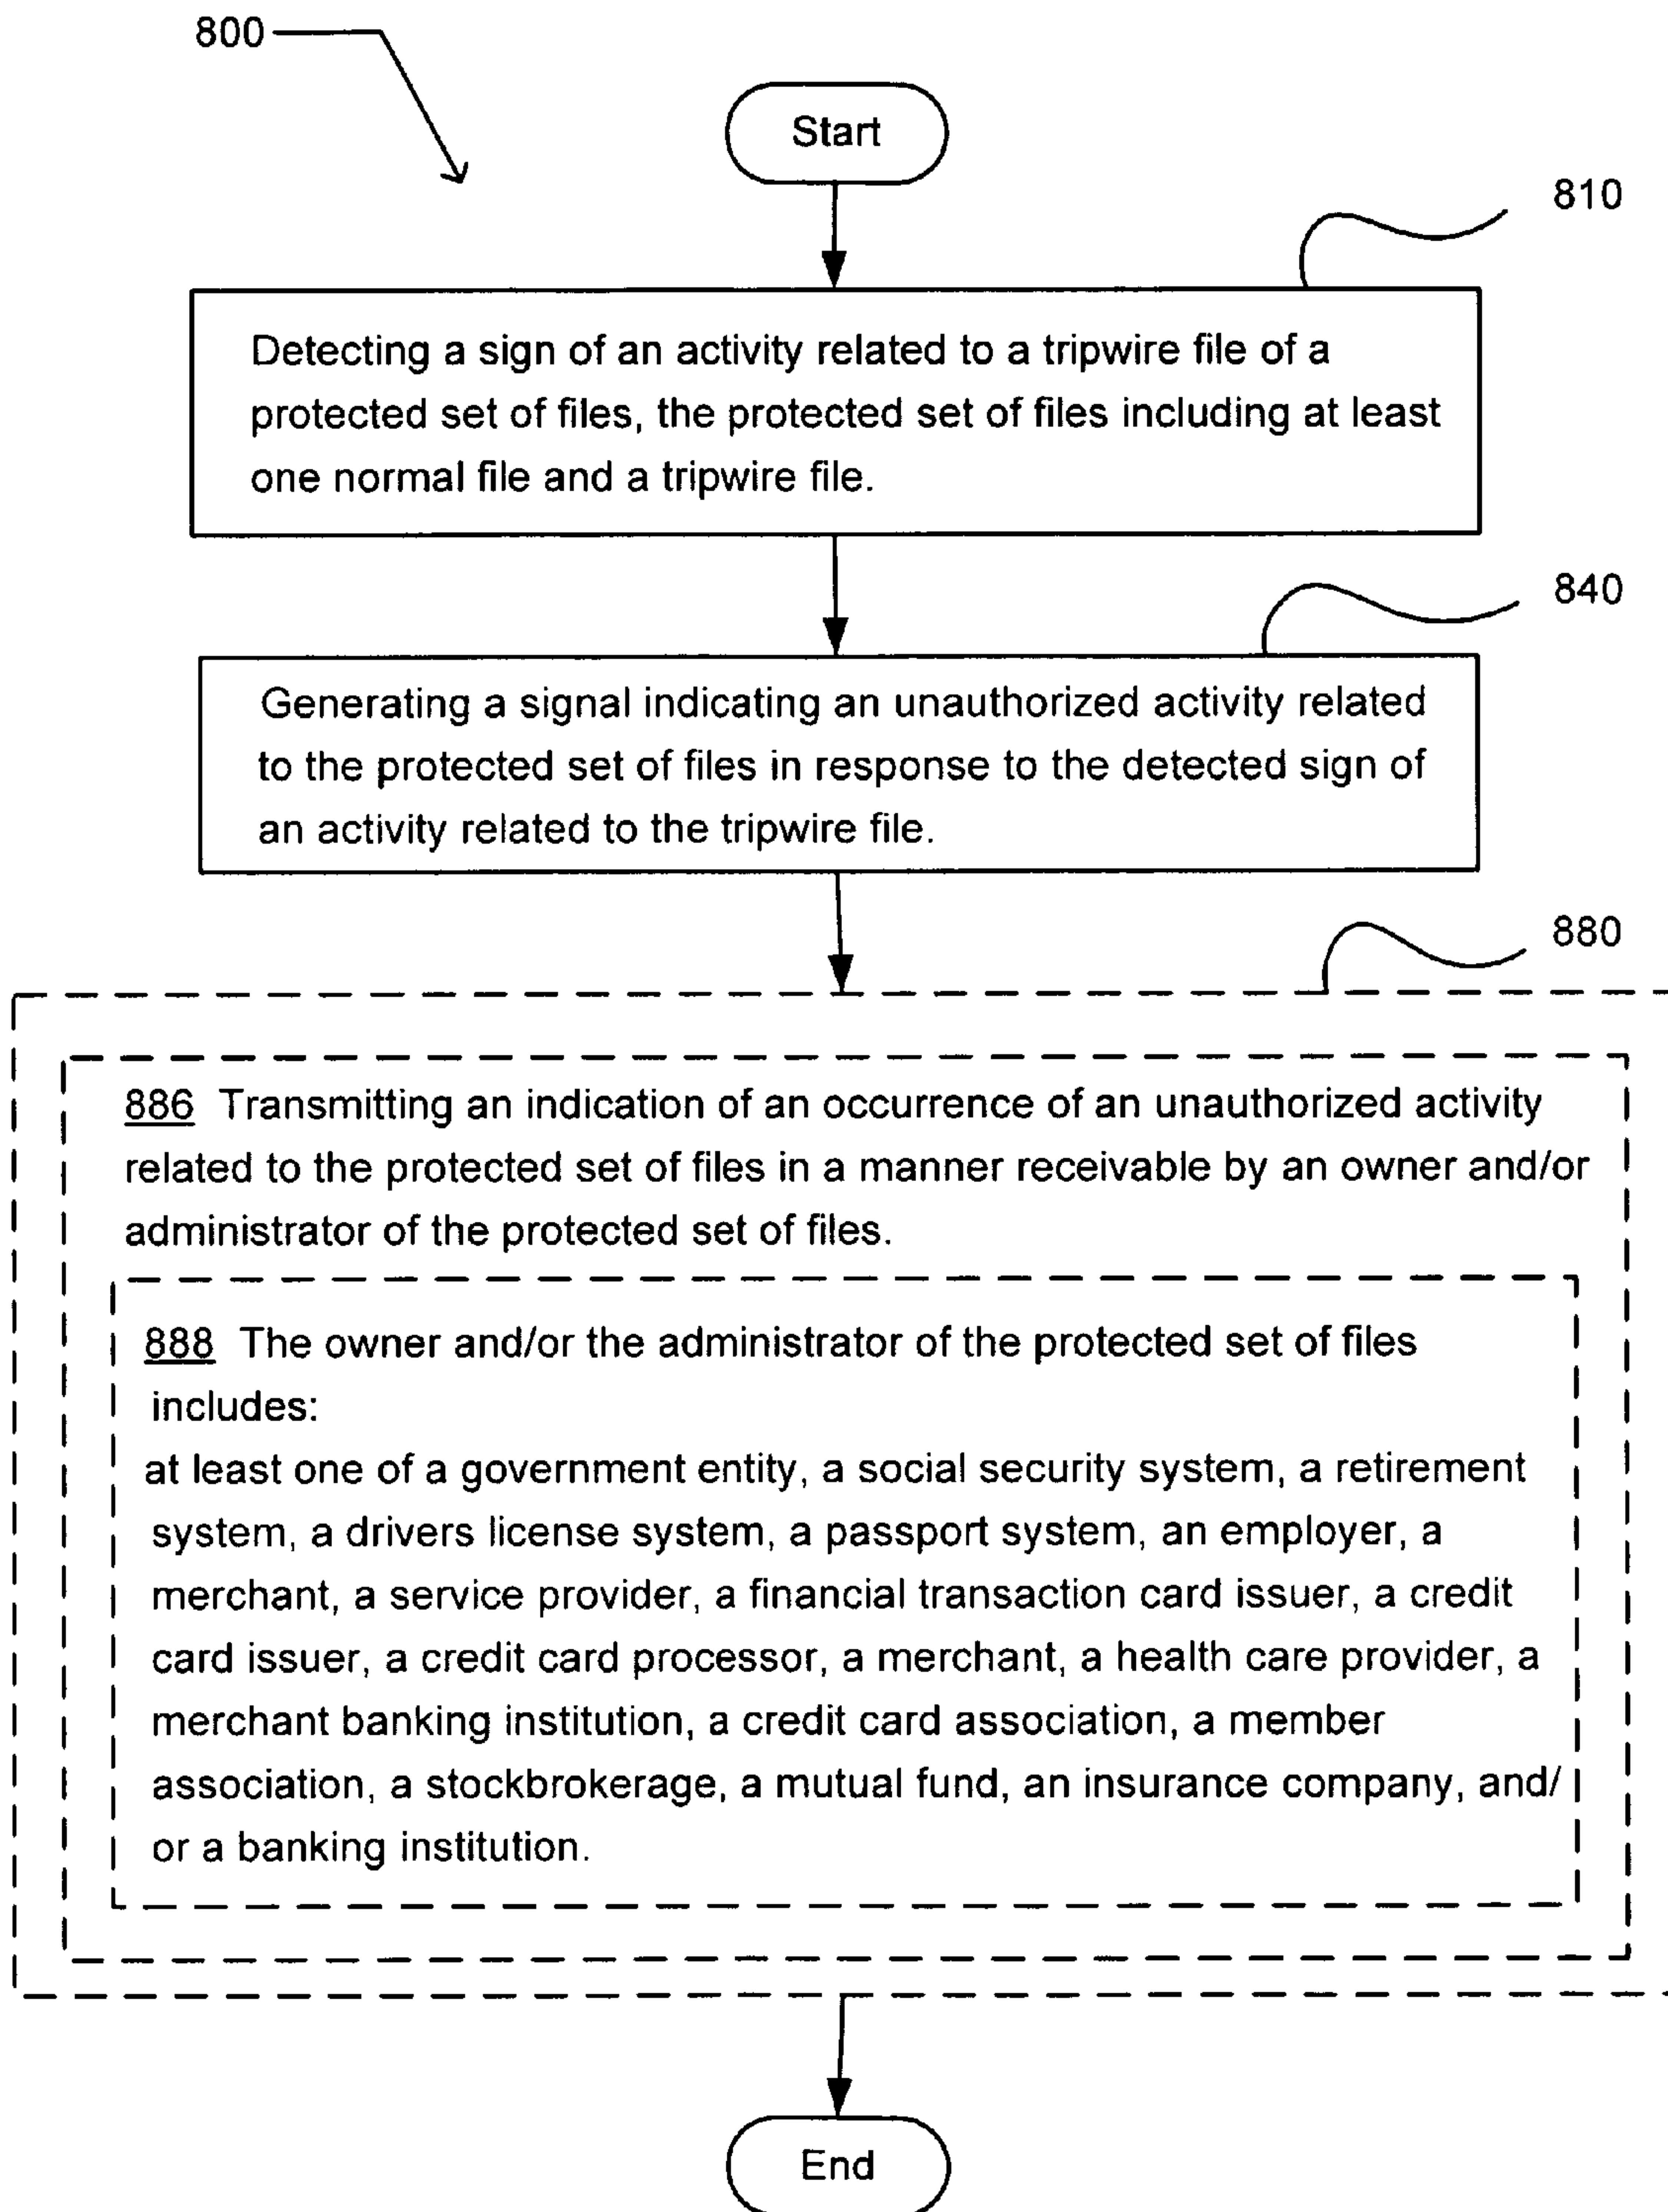 800
Start
810
Detecting a sign of an activity related to a tripwire file of a
protected set of files, the protected set of files including at least
one normal file and a tripwire file.
840
Generating a signal indicating an unauthorized activity related
to the protected set of files in response to the detected sign of
an activity related to the tripwire file.
880
886 Transmitting an indication of an occurrence of an unauthorized activity
related to the protected set of files in a manner receivable by an owner and/or
administrator of the protected set of files.
888 The owner and/or the administrator of the protected set of files
includes:
at least one of a government entity, a social security system, a retirement
system, a drivers license system, a passport system, an employer, a
merchant, a service provider, a financial transaction card issuer, a credit
card issuer, a credit card processor, a merchant, a health care provider, a
merchant banking institution, a credit card association, a member
association, a stockbrokerage, a mutual fund, an insurance company, and/
or a banking institution.
End